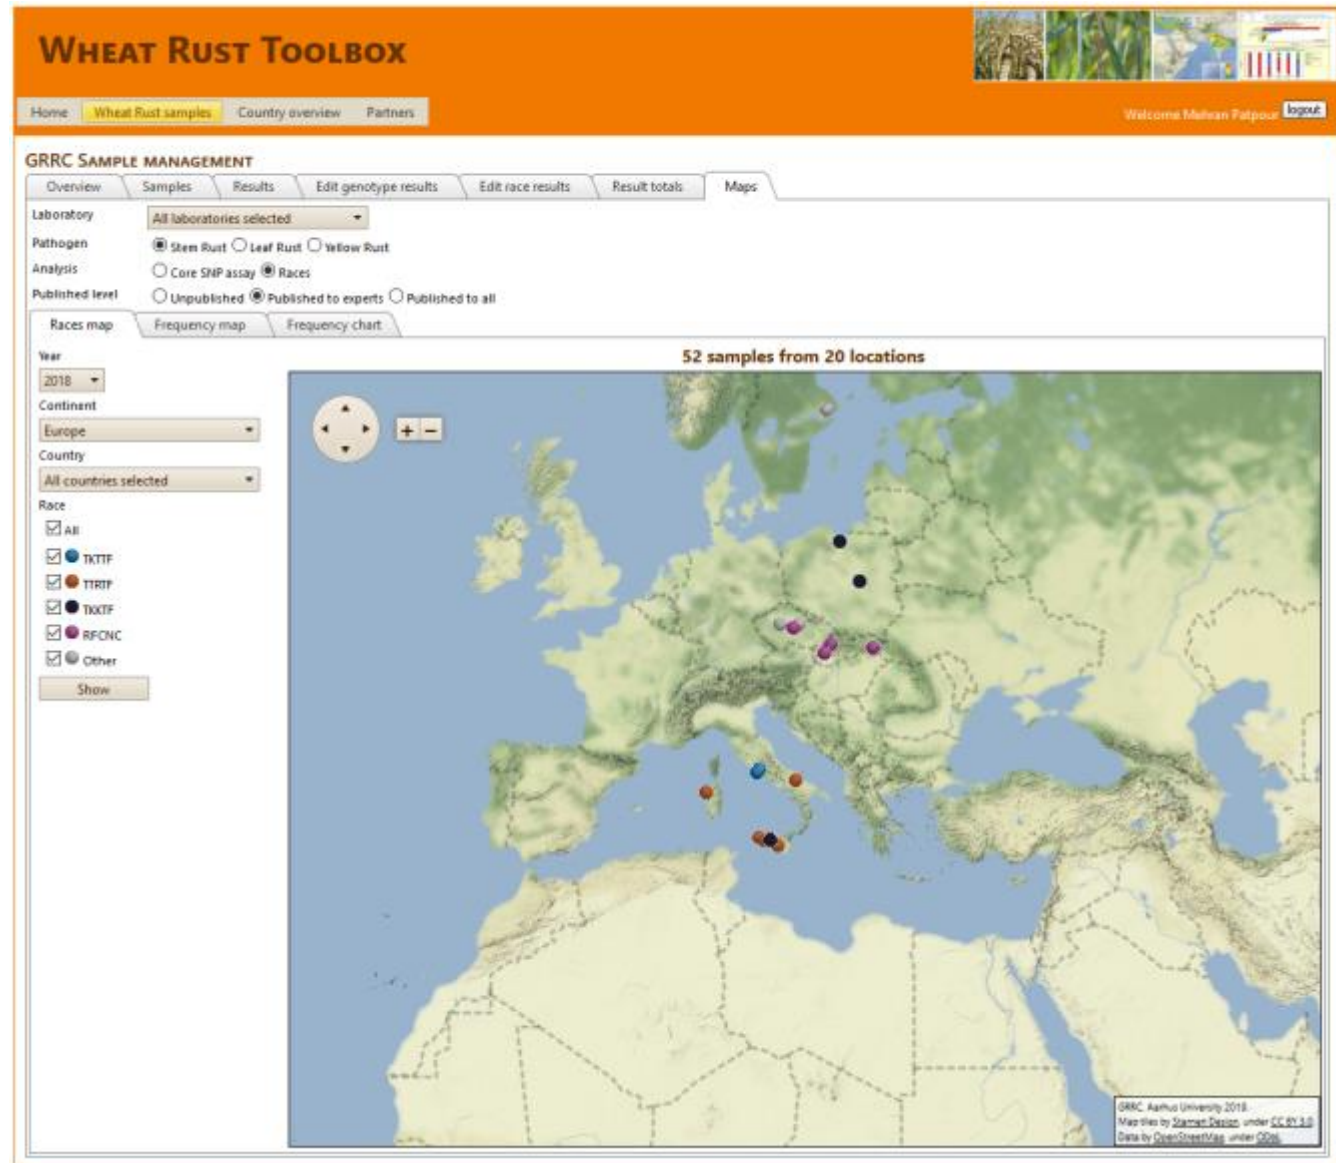 WHEAT RUST TOOLBOX
Home Wheat Rust samples Country overview Partners
Welcome Mehran Patpour logout
GRRC SAMPLE MANAGEMENT
Overview Samples Results Edit genotype results Edit race results Result totals Maps
Laboratory All laboratories selected
Pathogen Stem Rust Leaf Rust Yellow Rust
Analysis Core SNP assay Races
Published level Unpublished Published to experts Published to all
Races map Frequency map Frequency chart
52 samples from 20 locations
Year
2018
Continent
Europe
Country
All countries selected
Race
All
TKTTF
TTRTF
TKKTF
RFCNC
Other
Show
+ −
GRRC, Aarhus University 2018.
Map tiles by Stamen Design, under CC BY 3.0.
Data by OpenStreetMap, under ODbL.